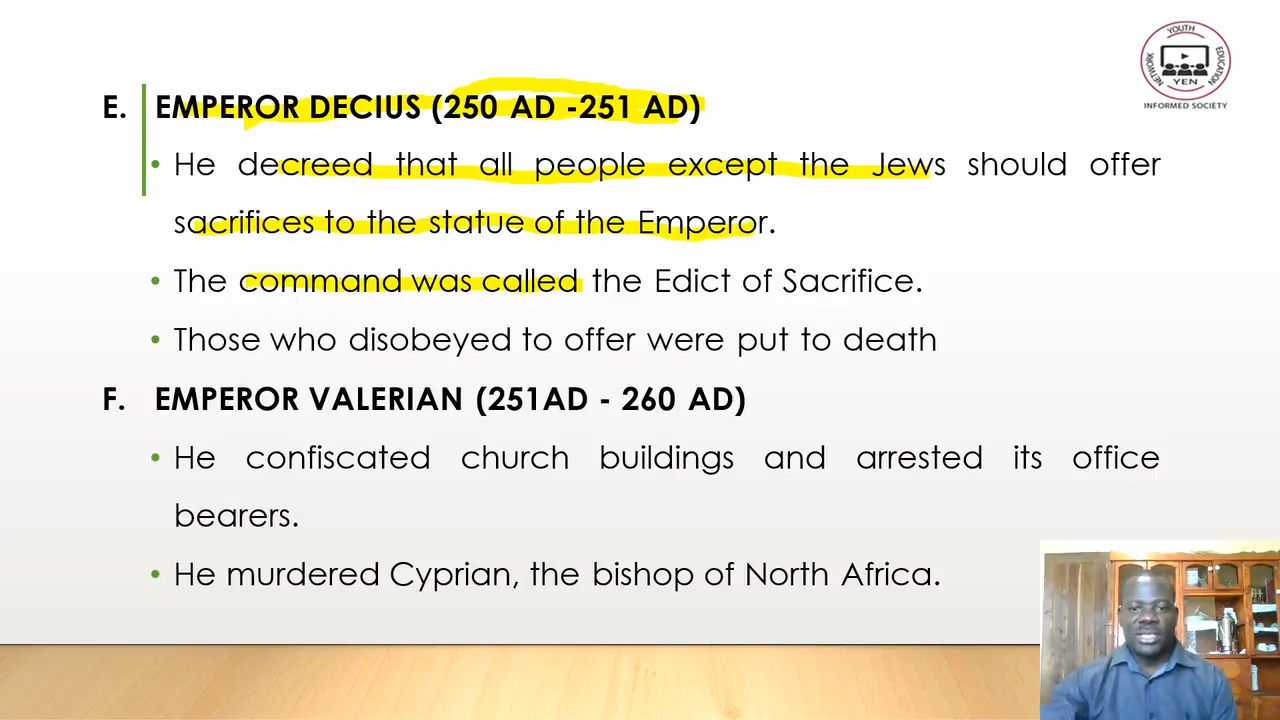 YOUTH
EDUCATION
NETWORK
YEN
INFORMED SOCIETY
E. EMPEROR DECIUS (250 AD -251 AD)
• He decreed that all people except the Jews should offer
sacrifices to the statue of the Emperor.
• The command was called the Edict of Sacrifice.
• Those who disobeyed to offer were put to death
F. EMPEROR VALERIAN (251AD - 260 AD)
• He confiscated church buildings and arrested its office
bearers.
• He murdered Cyprian, the bishop of North Africa.